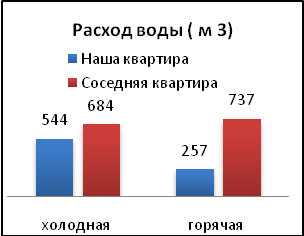 Расход воды ( м 3)
Наша квартира
Соседняя квартира
544 684 257 737
холодная горячая